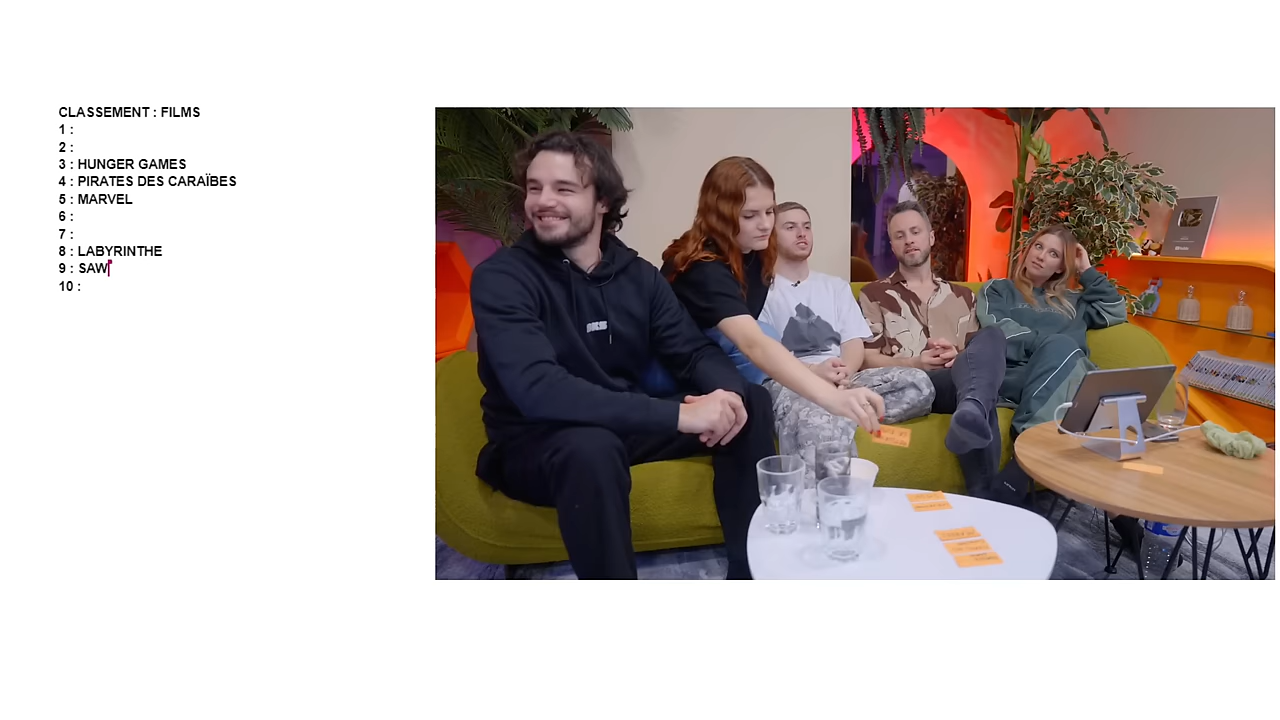 CLASSEMENT : FILMS
1 :
2 :
3 : HUNGER GAMES
4 : PIRATES DES CARAÏBES
5 : MARVEL
6 :
7 :
8 : LABYRINTHE
9 : SAW
10 :